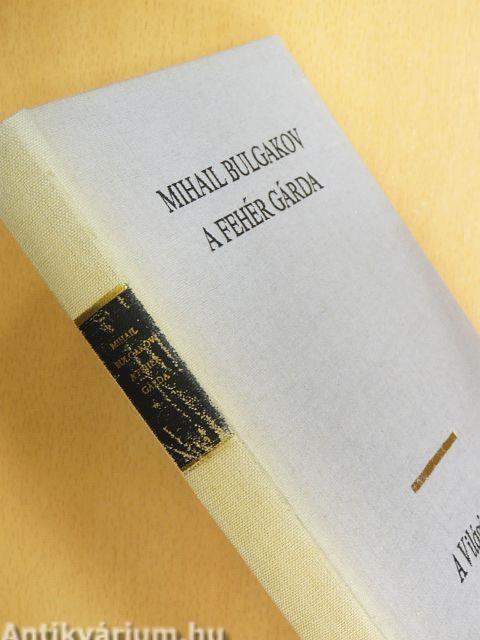 MIHAIL BULGAKOV
A FEHÉR GÁRDA
MIHAIL
BULGAKOV
A FEHÉR
GÁRDA
A
Antikvárium.hu